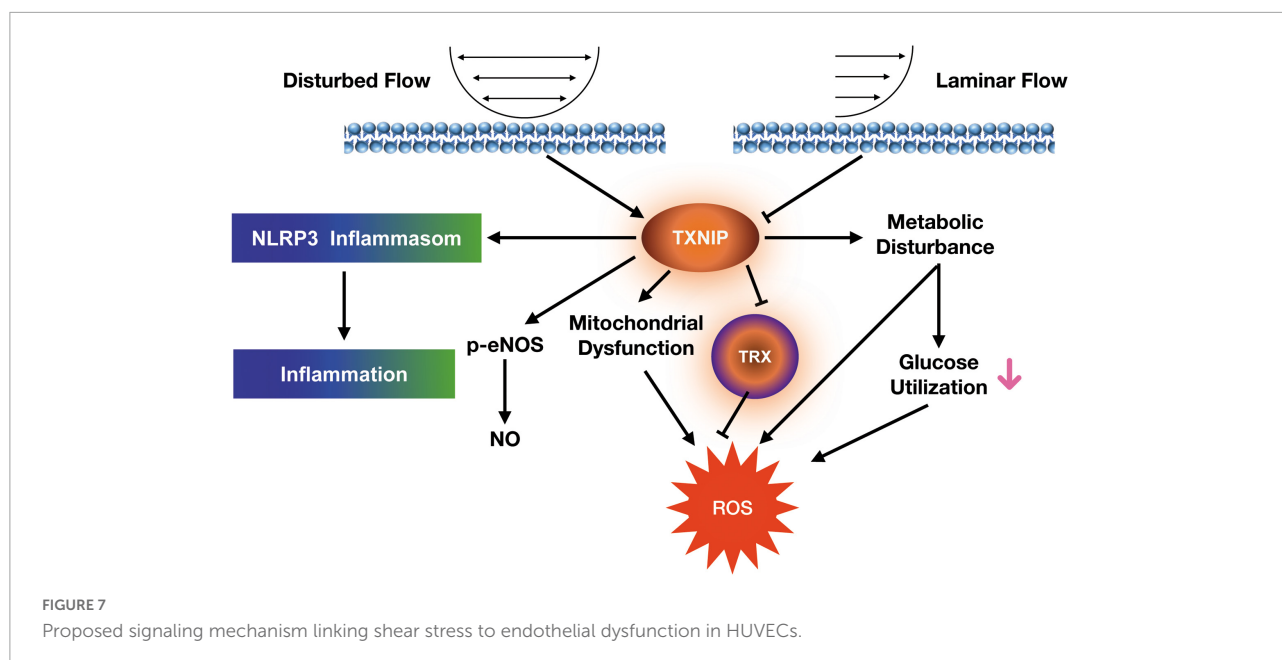 Disturbed Flow
Laminar Flow
NLRP3 Inflammasom
TXNIP
Metabolic
Disturbance
Inflammation
p-eNOS
Mitochondrial
Dysfunction
TRX
Glucose
Utilization
NO
ROS
FIGURE 7
Proposed signaling mechanism linking shear stress to endothelial dysfunction in HUVECs.